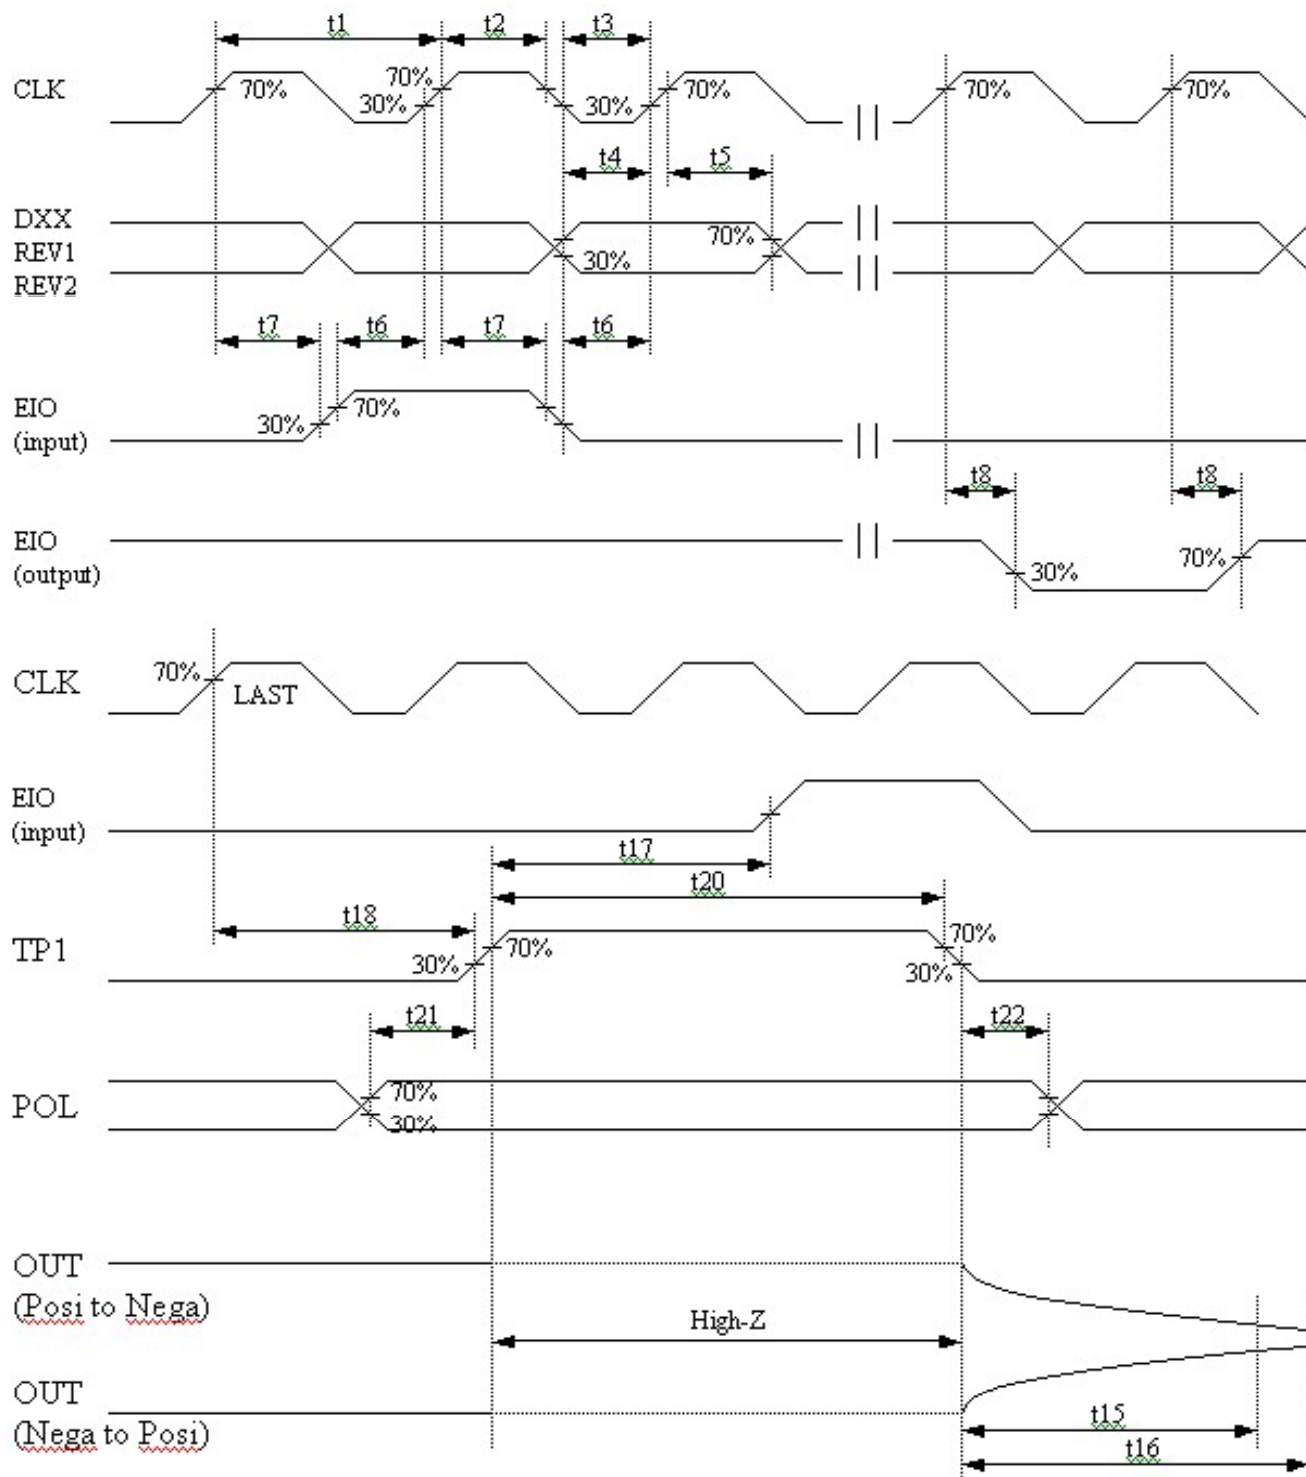 t1 t2 t3
CLK 70% 70% 30% 30% 70% 70% 70%
t4 t5
DXX
REV1 70%
REV2 30%
t7 t6 t7 t6
EIO 70%
(input) 30%
t8 t8
EIO
(output) 30% 70%
70%
CLK LAST
EIO
(input)
t17
t20
t18
TP1 30% 70% 70% 30%
t21 t22
70%
POL
30%
OUT
(Posi to Nega)
High-Z
OUT
(Nega to Posi)
t15
t16